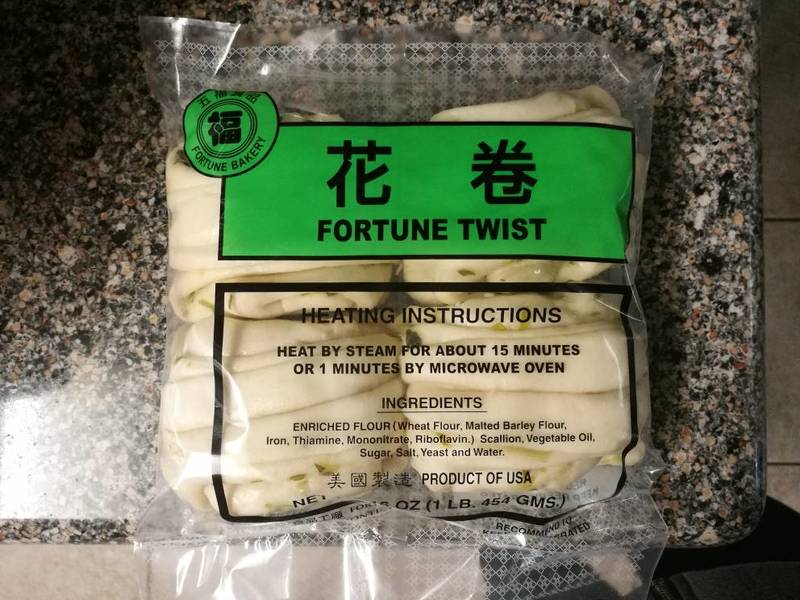 五福食品
福
FORTUNE BAKERY
花卷
FORTUNE TWIST
HEATING INSTRUCTIONS
HEAT BY STEAM FOR ABOUT 15 MINUTES
OR 1 MINUTES BY MICROWAVE OVEN
INGREDIENTS
ENRICHED FLOUR (Wheat Flour, Malted Barley Flour,
Iron, Thiamine, Mononitrate, Riboflavin.) Scallion, Vegetable Oil,
Sugar, Salt, Yeast and Water.
美國製造 PRODUCT OF USA
NET OZ (1 LB. 454 GMS.)
RECOMMEND TO